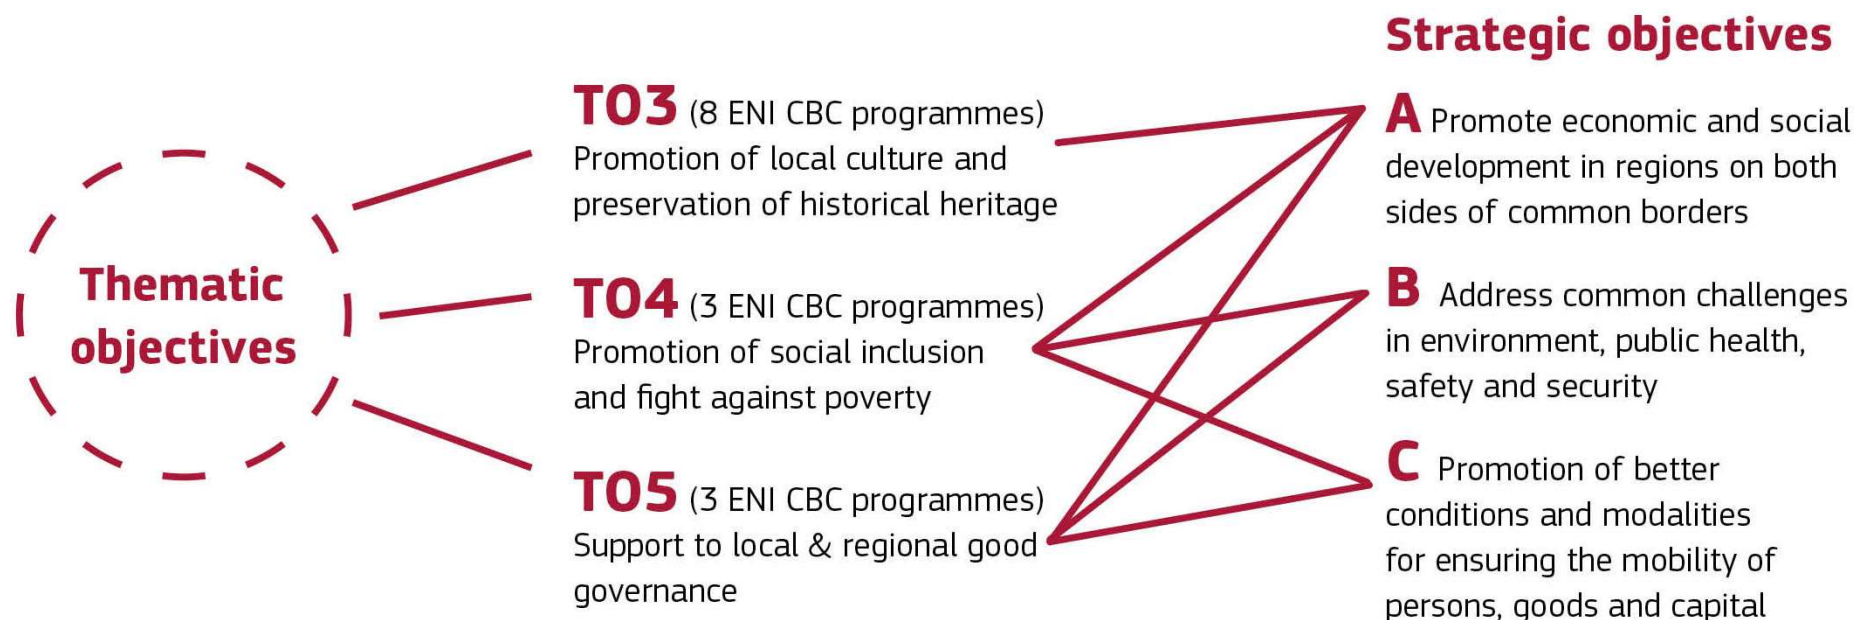 Thematic
objectives
TO3 (8 ENI CBC programmes)
Promotion of local culture and
preservation of historical heritage
TO4 (3 ENI CBC programmes)
Promotion of social inclusion
and fight against poverty
TO5 (3 ENI CBC programmes)
Support to local & regional good
governance
Strategic objectives
A Promote economic and social
development in regions on both
sides of common borders
B Address common challenges
in environment, public health,
safety and security
C Promotion of better
conditions and modalities
for ensuring the mobility of
persons, goods and capital